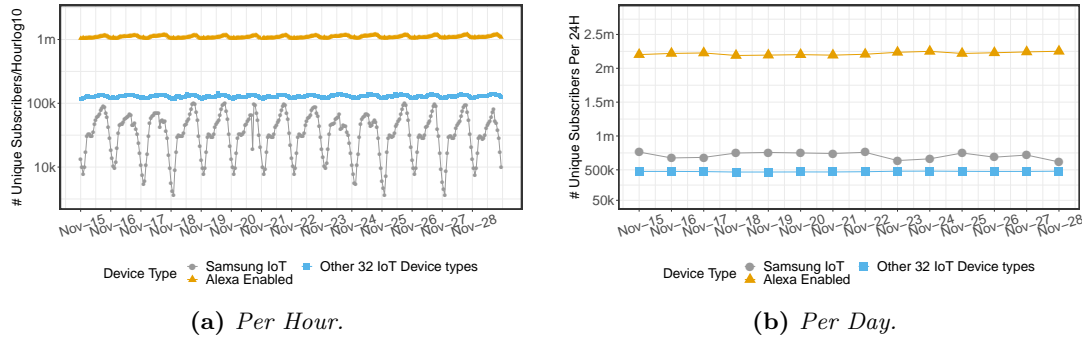 # Unique Subscribers/Hourlog10
1m
100k
10k
Nov−15
Nov−16
Nov−17
Nov−18
Nov−19
Nov−20
Nov−21
Nov−22
Nov−23
Nov−24
Nov−25
Nov−26
Nov−27
Nov−28
Device Type
Samsung IoT
Alexa Enabled
Other 32 IoT Device types
(a) Per Hour.
# Unique Subscribers Per 24H
2.5m
2m
1.5m
1m
500k
50k
Nov−15
Nov−16
Nov−17
Nov−18
Nov−19
Nov−20
Nov−21
Nov−22
Nov−23
Nov−24
Nov−25
Nov−26
Nov−27
Nov−28
Device Type
Samsung IoT
Alexa Enabled
Other 32 IoT Device types
(b) Per Day.